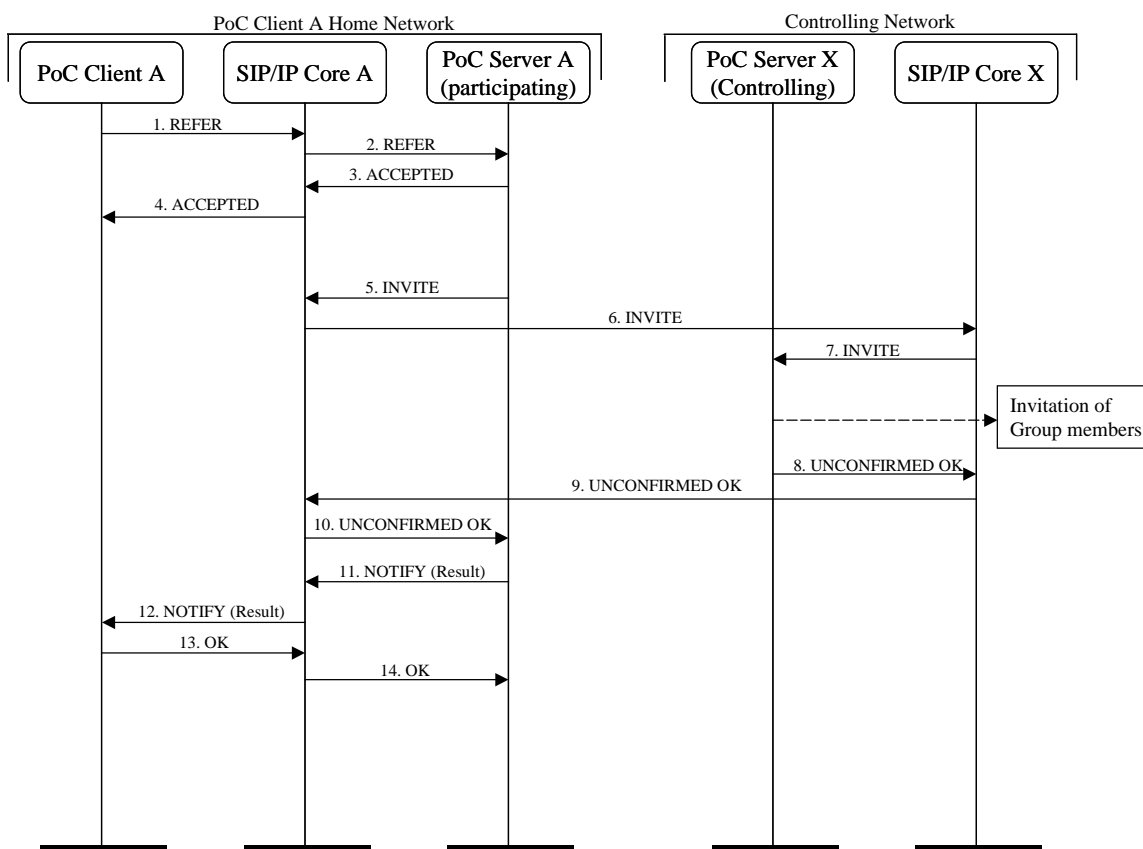 PoC Client A Home Network
Controlling Network
PoC Client A
SIP/IP Core A
PoC Server A
(participating)
PoC Server X
(Controlling)
SIP/IP Core X
1. REFER
2. REFER
3. ACCEPTED
4. ACCEPTED
5. INVITE
6. INVITE
7. INVITE
Invitation of
Group members
8. UNCONFIRMED OK
9. UNCONFIRMED OK
10. UNCONFIRMED OK
11. NOTIFY (Result)
12. NOTIFY (Result)
13. OK
14. OK